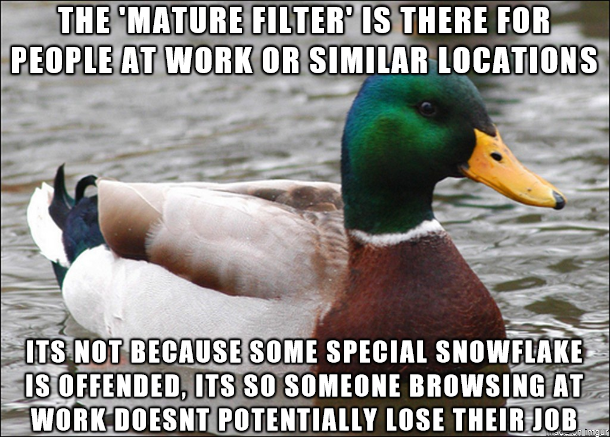 THE 'MATURE FILTER' IS THERE FOR
PEOPLE AT WORK OR SIMILAR LOCATIONS
ITS NOT BECAUSE SOME SPECIAL SNOWFLAKE
IS OFFENDED, ITS SO SOMEONE BROWSING AT
WORK DOESNT POTENTIALLY LOSE THEIR JOB